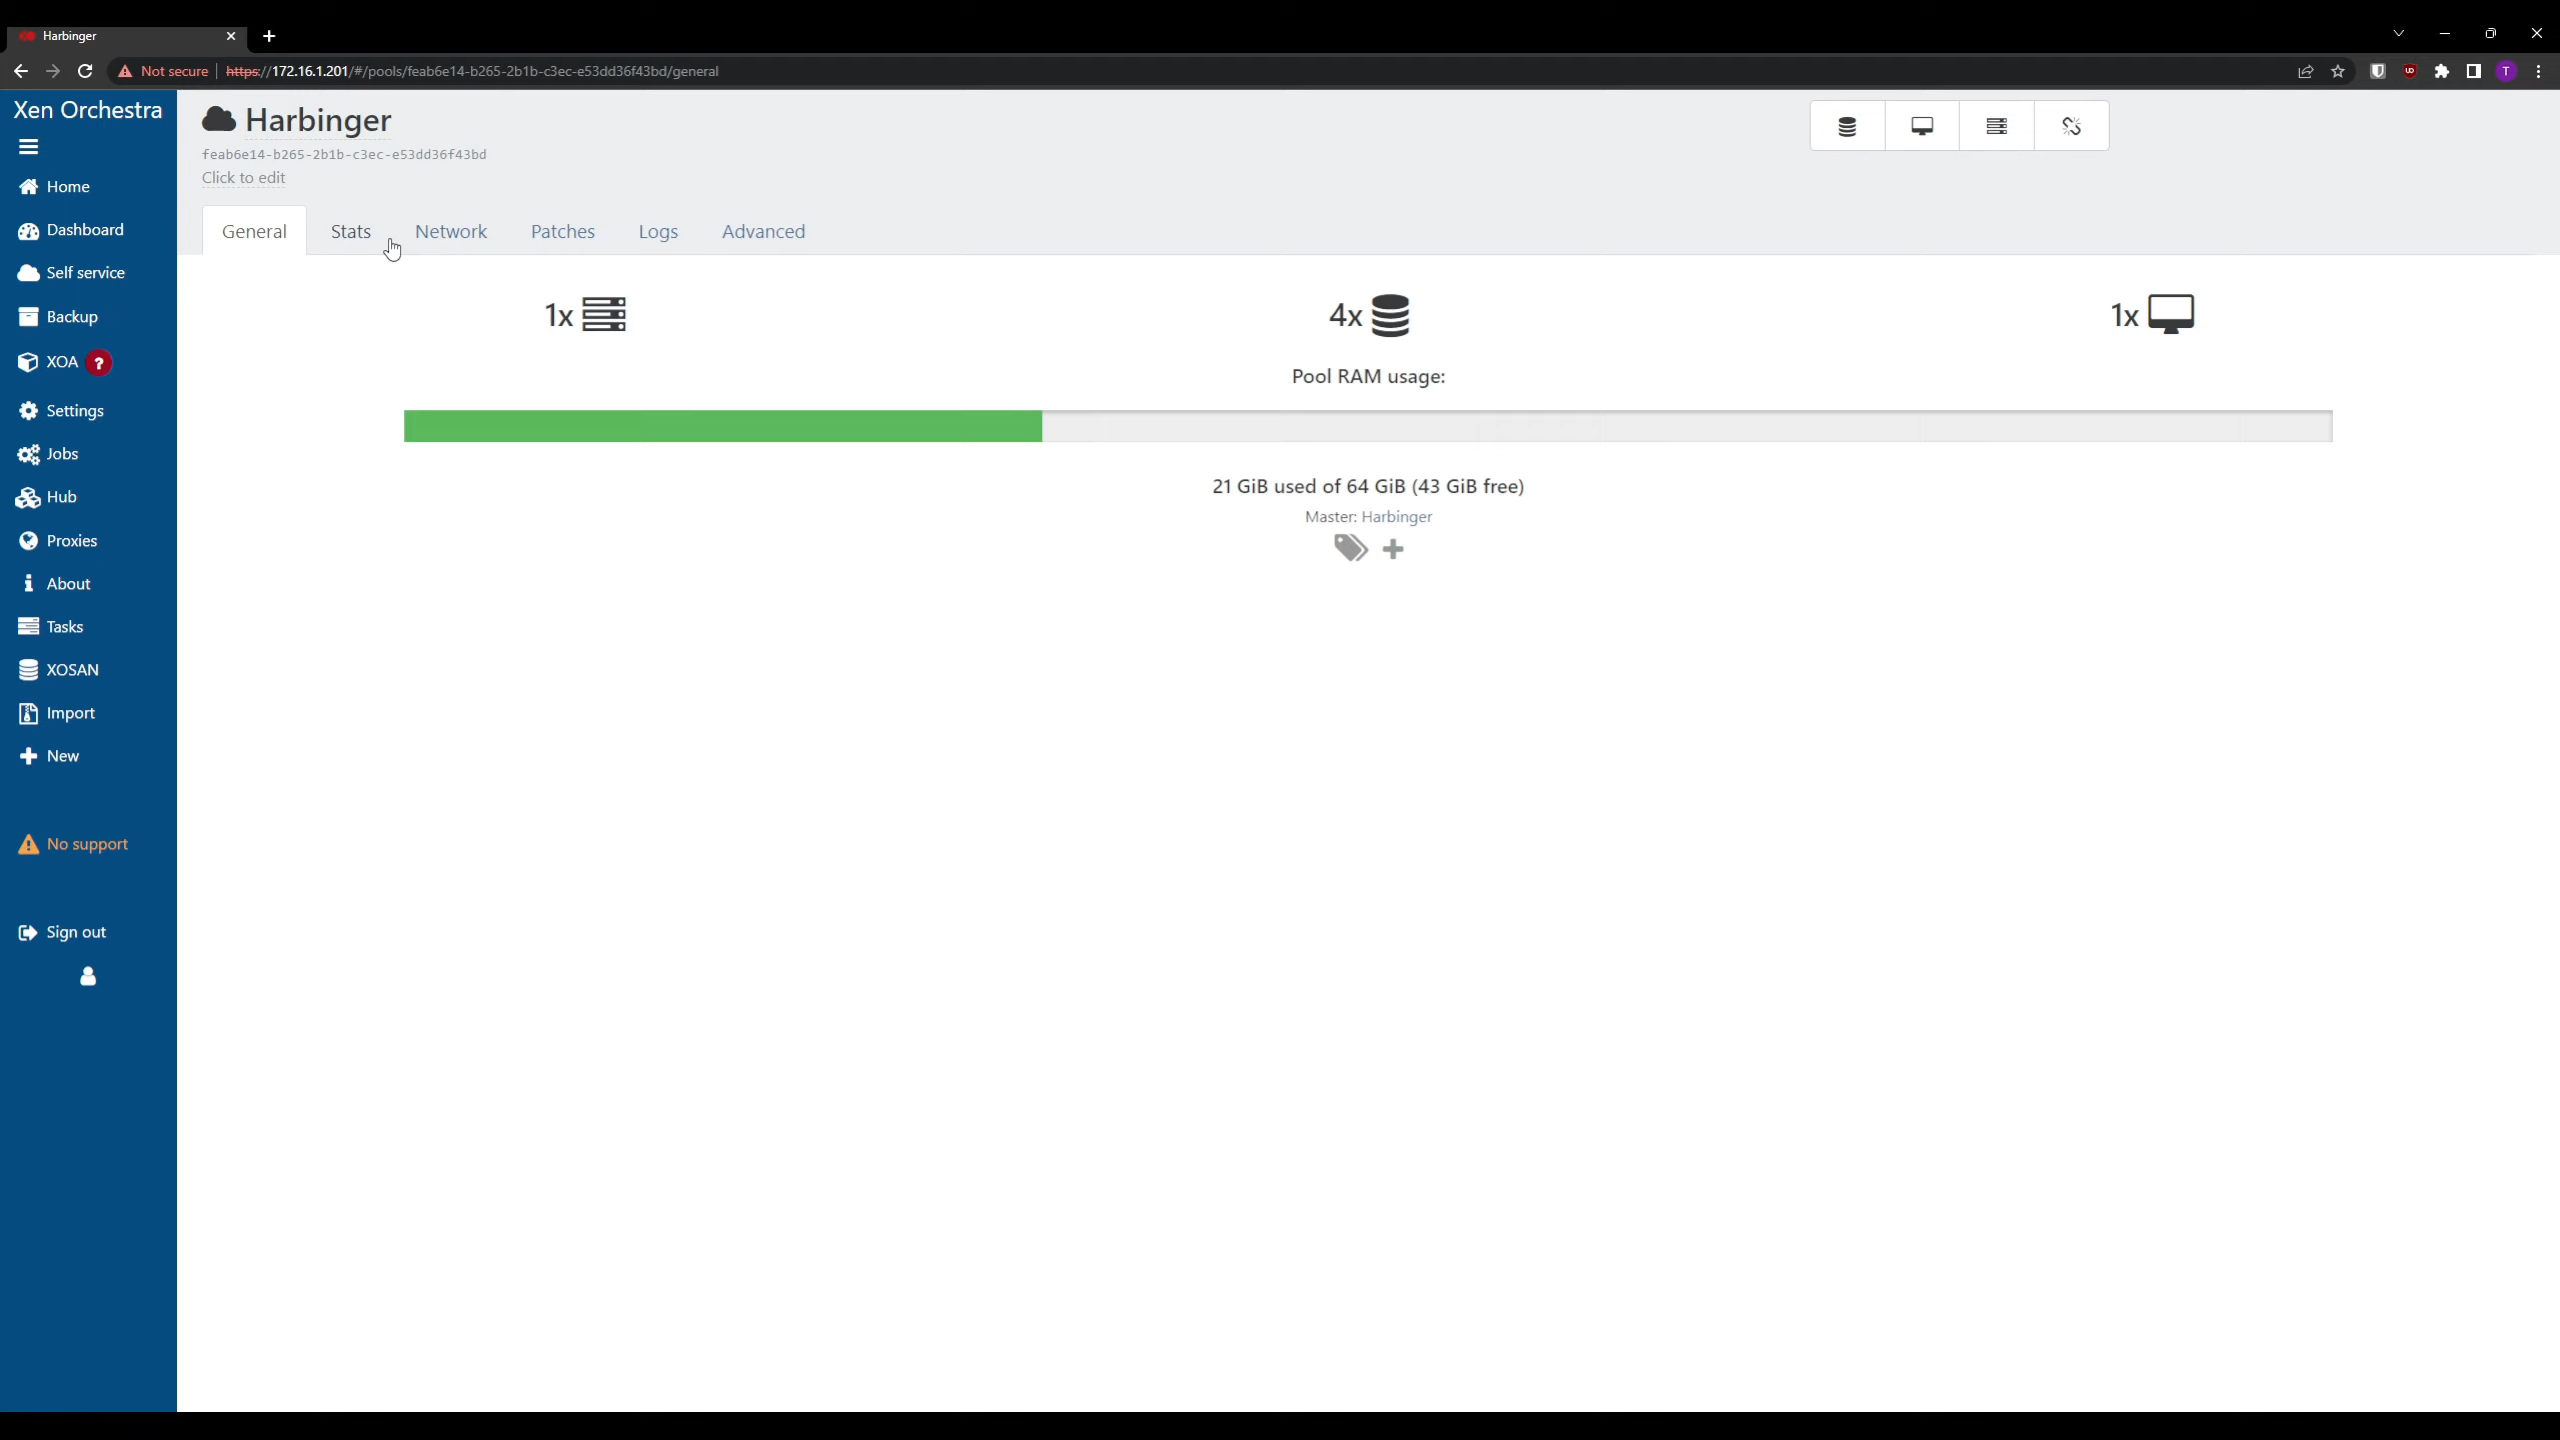 Harbinger
Not secure https://172.16.1.201/#/pools/feab6e14-b265-2b1b-c3ec-e53dd36f43bd/general
T
Xen Orchestra
Home
Dashboard
Self service
Backup
XOA ?
Settings
Jobs
Hub
Proxies
About
Tasks
XOSAN
Import
New
No support
Sign out
Harbinger
feab6e14-b265-2b1b-c3ec-e53dd36f43bd
Click to edit
General Stats Network Patches Logs Advanced
1x 4x 1x
Pool RAM usage:
21 GiB used of 64 GiB (43 GiB free)
Master: Harbinger